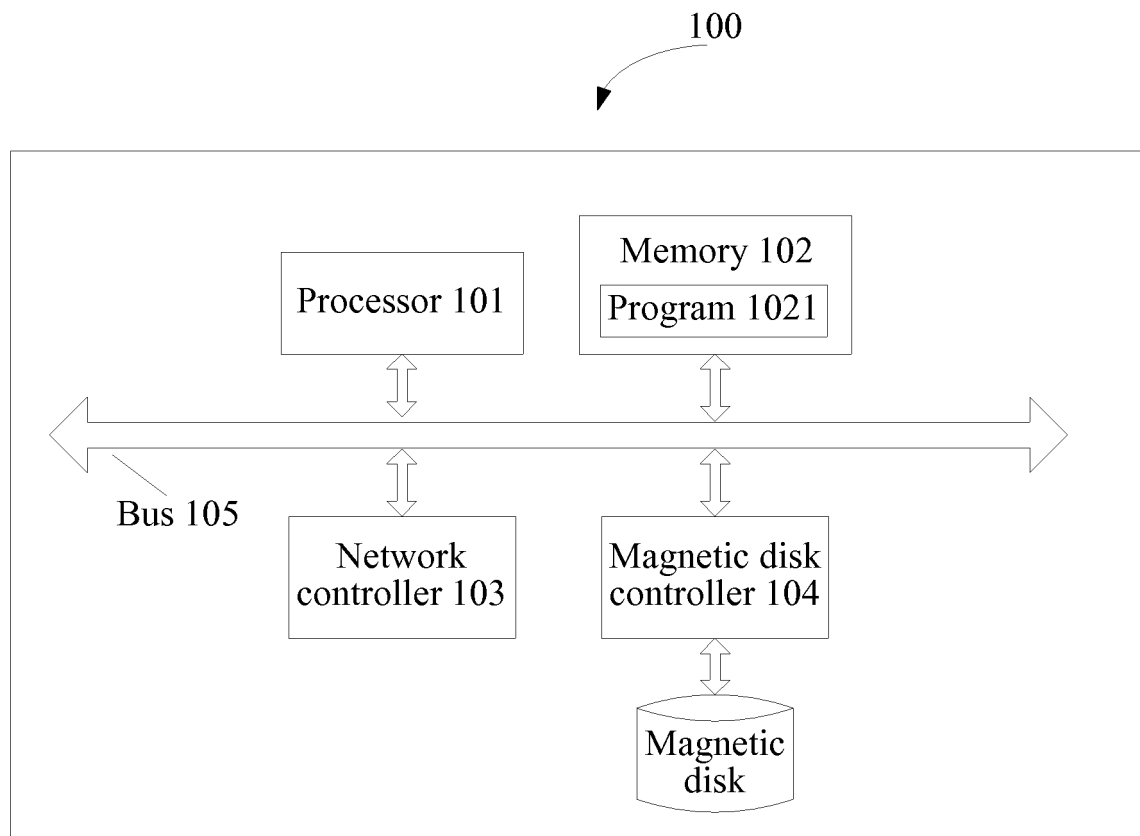 100
Processor 101
Memory 102
Program 1021
Bus 105
Network
controller 103
Magnetic disk
controller 104
Magnetic
disk